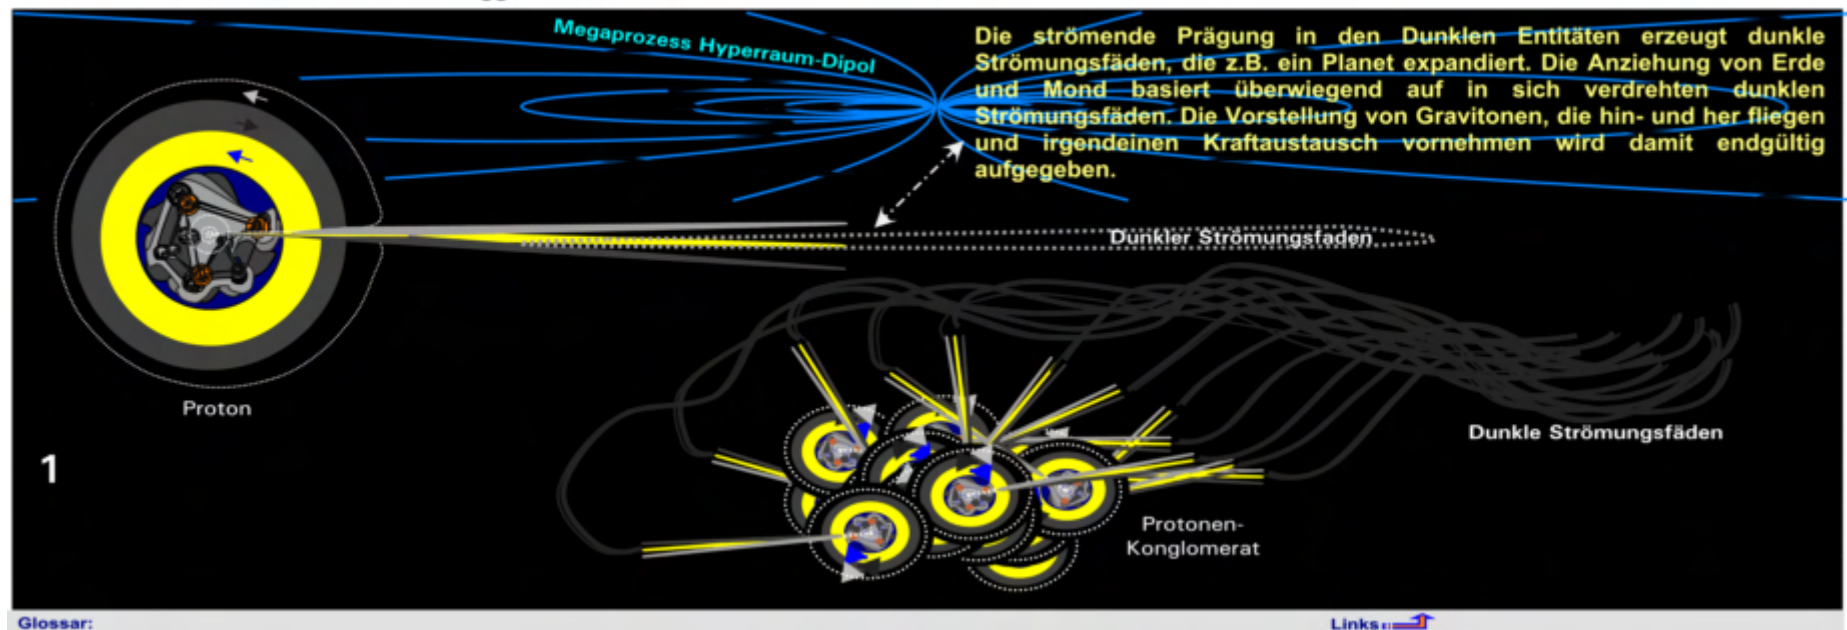 Megaprozess Hyperraum-Dipol
Die strömende Prägung in den Dunklen Entitäten erzeugt dunkle
Strömungsfäden, die z.B. ein Planet expandiert. Die Anziehung von Erde
und Mond basiert überwiegend auf in sich verdrehten dunklen
Strömungsfäden. Die Vorstellung von Gravitonen, die hin- und her fliegen
und irgendeinen Kraftaustausch vornehmen wird damit endgültig
aufgegeben.
Dunkler Strömungsfaden
Proton
Dunkle Strömungsfäden
1
Protonen-
Konglomerat
Glossar:
Links